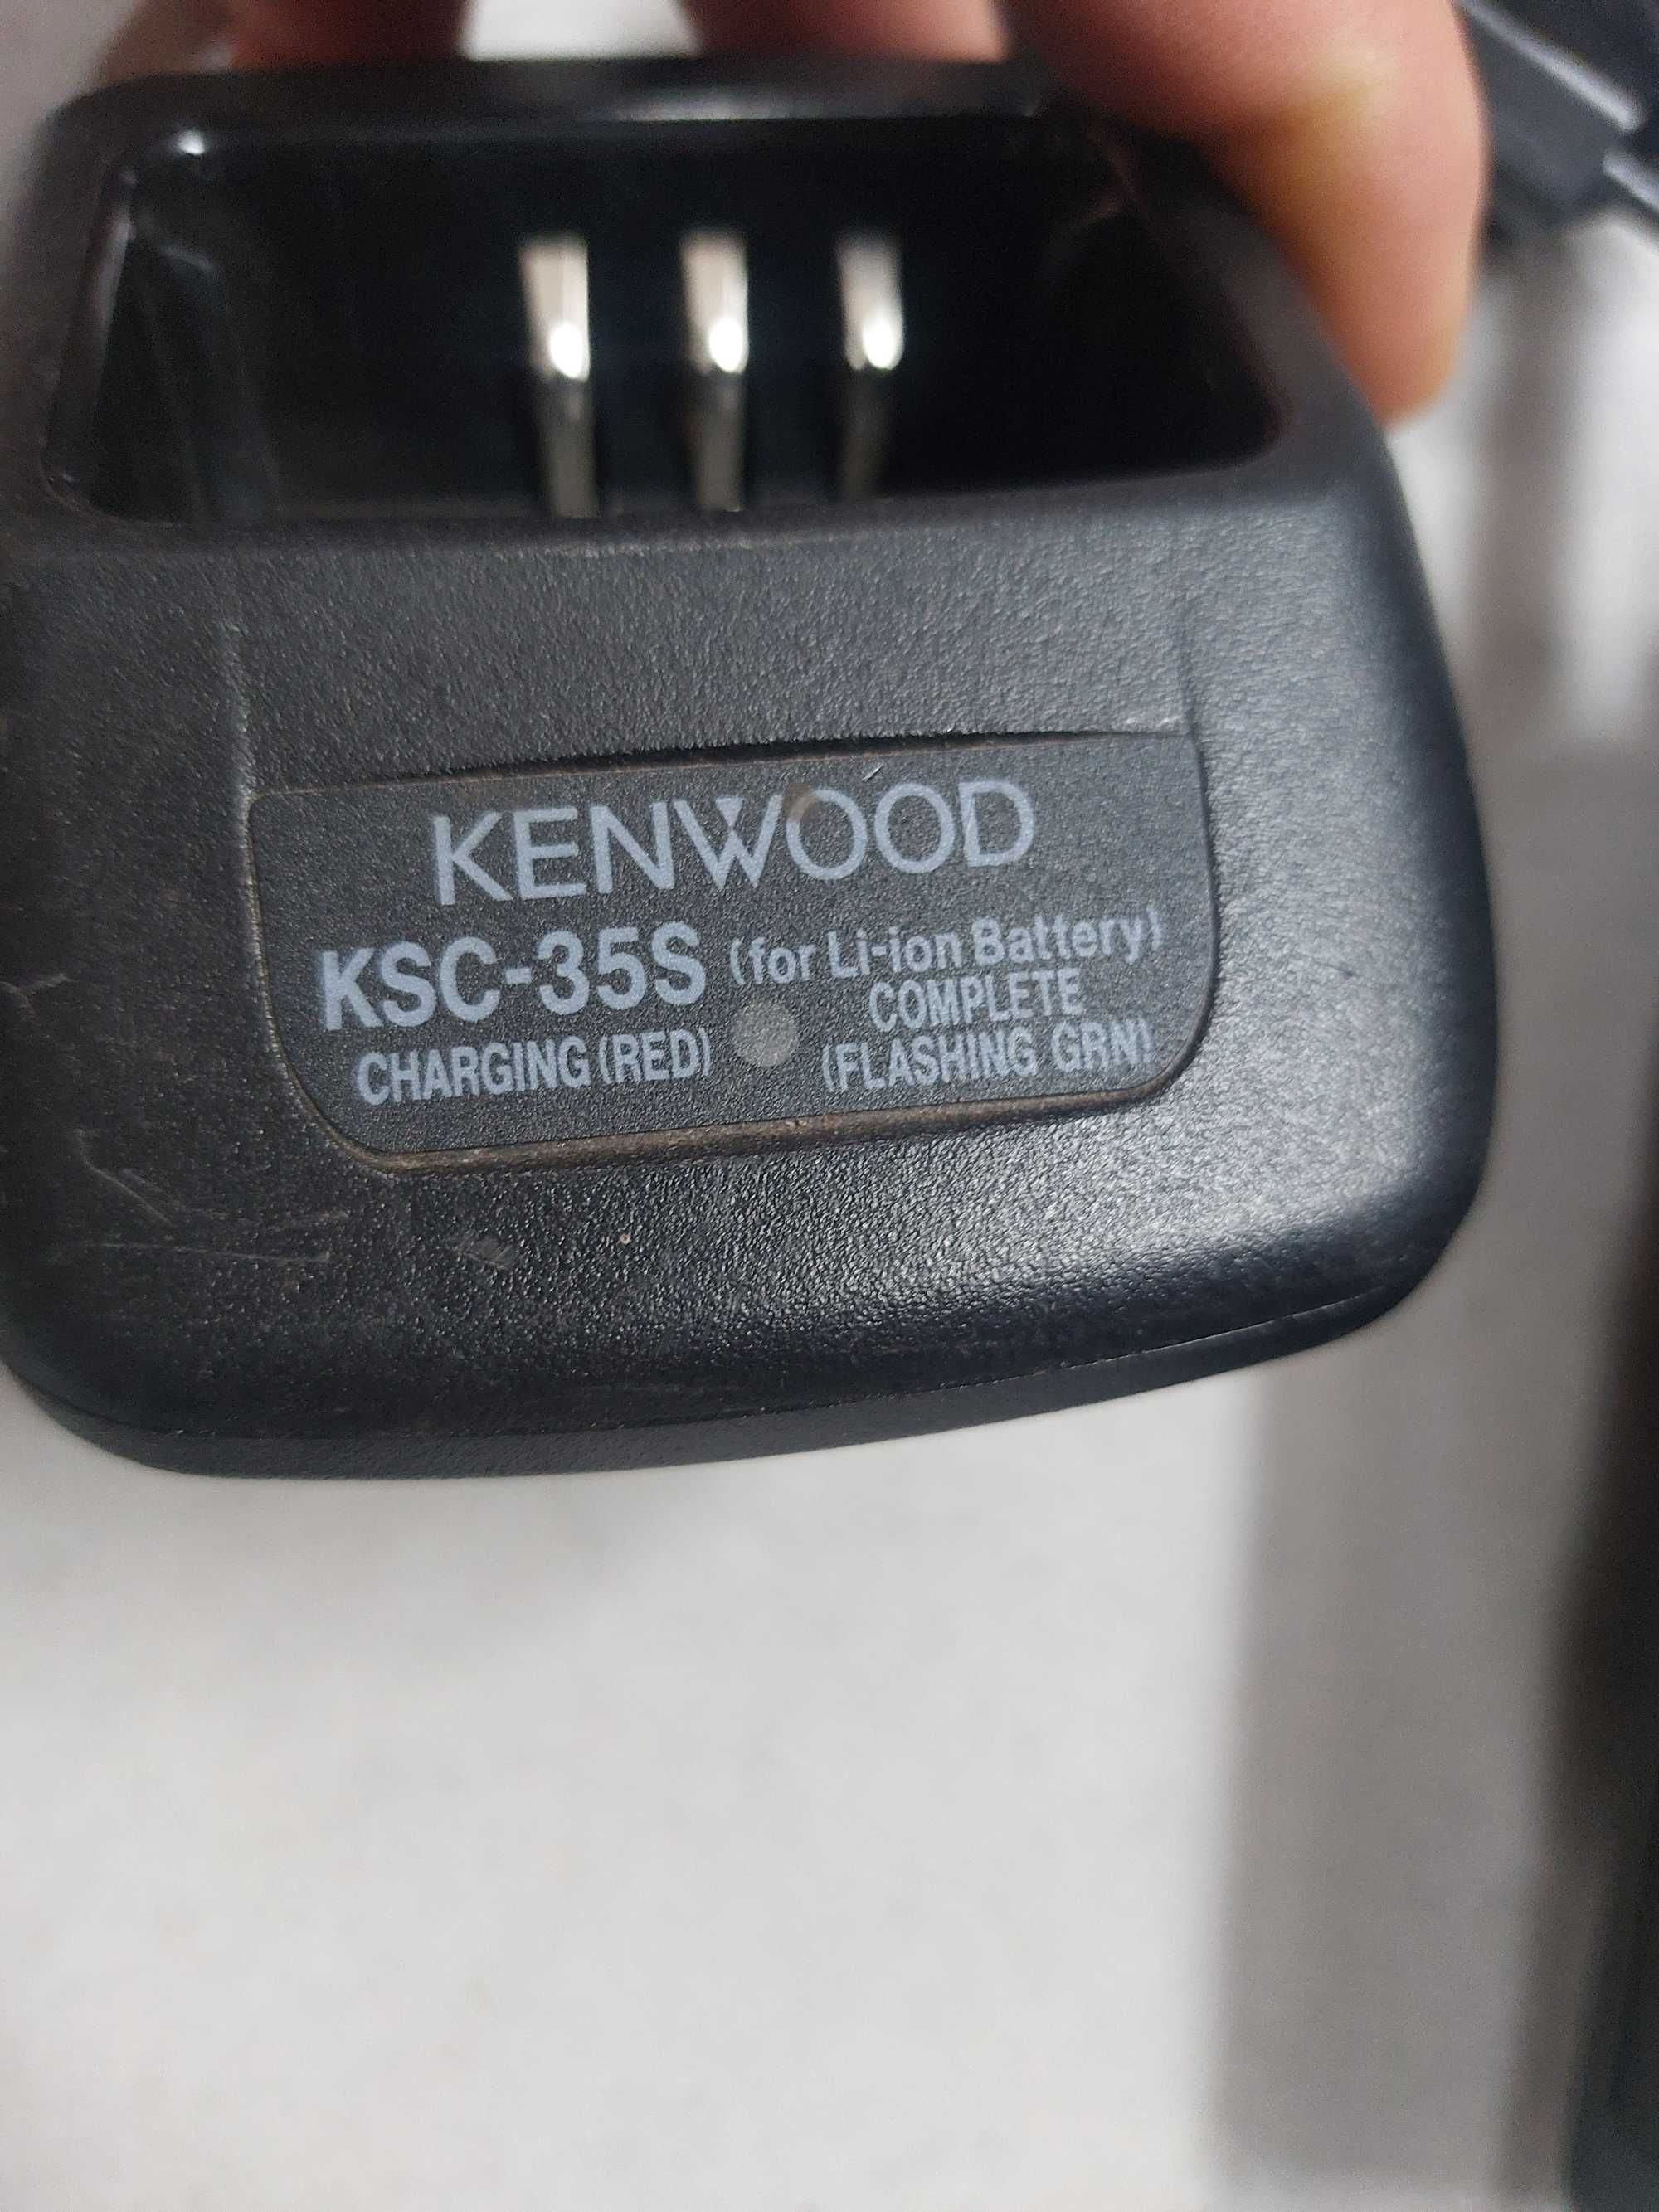 KENWOOD
KSC-35S (for Li-ion Battery)
CHARGING (RED) COMPLETE
(FLASHING GRN)